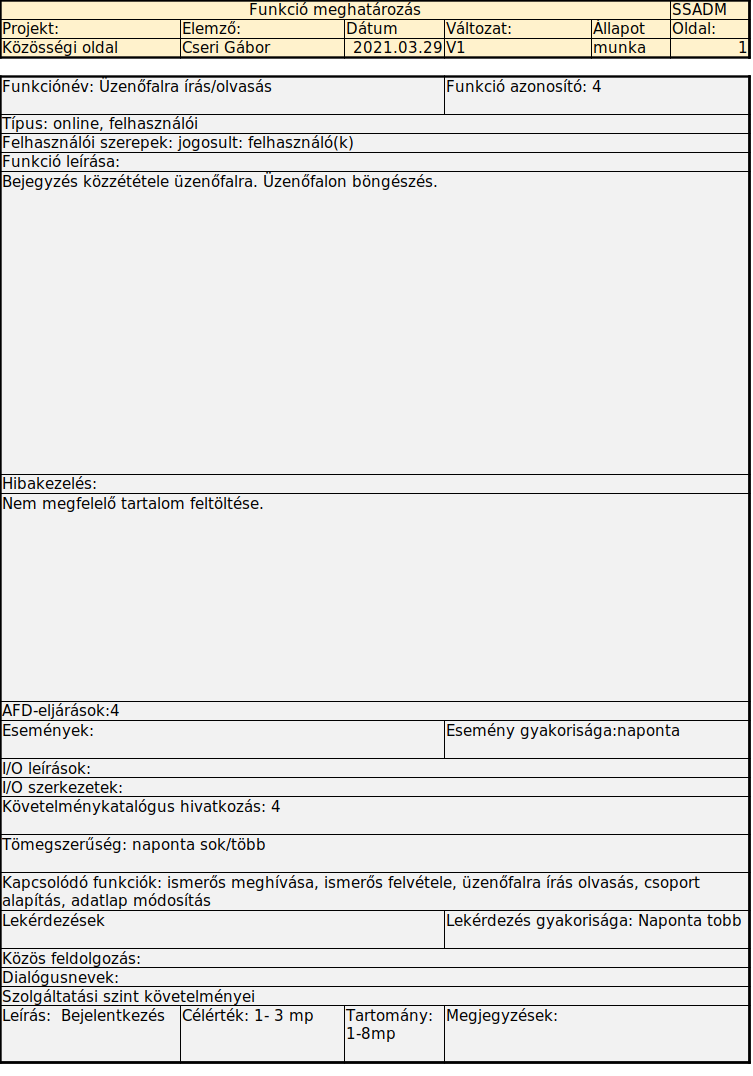 Funkció meghatározás SSADM
Projekt: Elemző: Dátum Változat: Állapot Oldal:
Közösségi oldal Cseri Gábor 2021.03.29 V1 munka 1
Funkciónév: Üzenőfalra írás/olvasás Funkció azonosító: 4
Típus: online, felhasználói
Felhasználói szerepek: jogosult: felhasználó(k)
Funkció leírása:
Bejegyzés közzététele üzenőfalra. Üzenőfalon böngészés.
Hibakezelés:
Nem megfelelő tartalom feltöltése.
AFD-eljárások:4
Események: Esemény gyakorisága:naponta
I/O leírások:
I/O szerkezetek:
Követelménykatalógus hivatkozás: 4
Tömegszerűség: naponta sok/több
Kapcsolódó funkciók: ismerős meghívása, ismerős felvétele, üzenőfalra írás olvasás, csoport
alapítás, adatlap módosítás
Lekérdezések Lekérdezés gyakorisága: Naponta tobb
Közös feldolgozás:
Dialógusnevek:
Szolgáltatási szint követelményei
Leírás: Bejelentkezés Célérték: 1- 3 mp Tartomány: Megjegyzések:
1-8mp